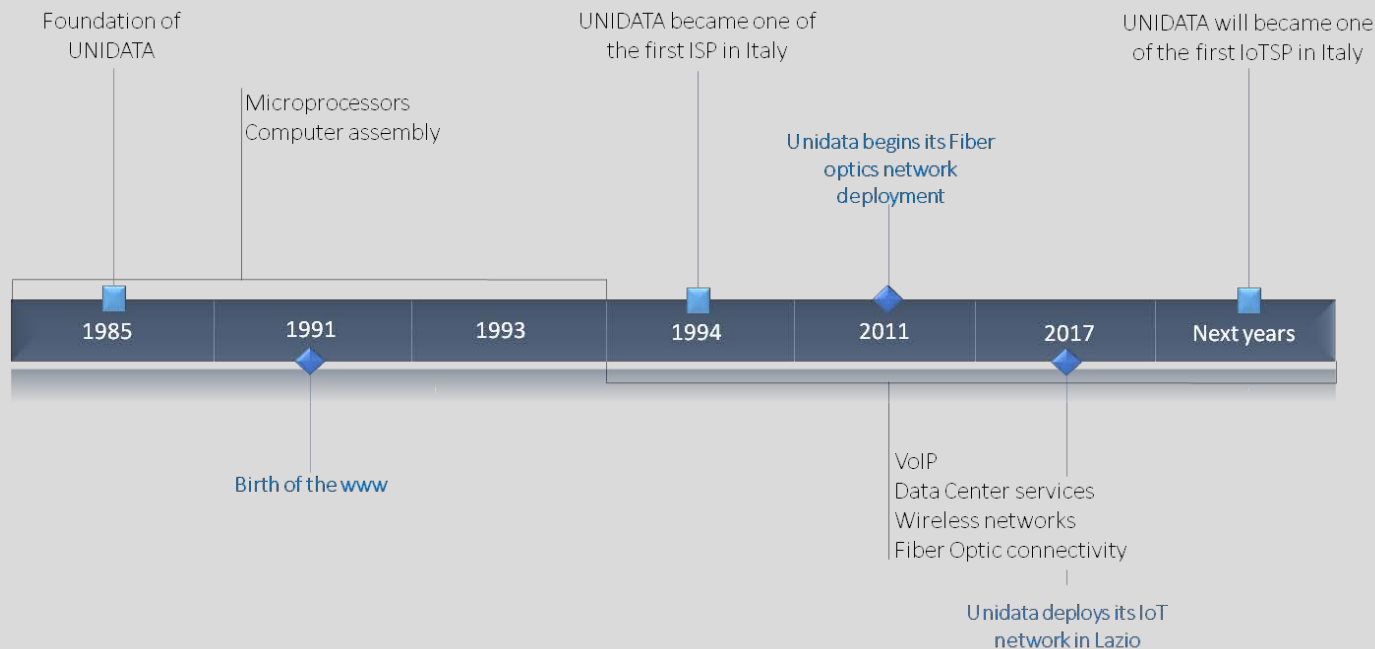 Foundation of
UNIDATA
UNIDATA became one of
the first ISP in Italy
UNIDATA will became one
of the first IoTSP in Italy
Microprocessors
Computer assembly
Unidata begins its Fiber
optics network
deployment
1985
1991
1993
1994
2011
2017
Next years
Birth of the www
VoIP
Data Center services
Wireless networks
Fiber Optic connectivity
Unidata deploys its IoT
network in Lazio